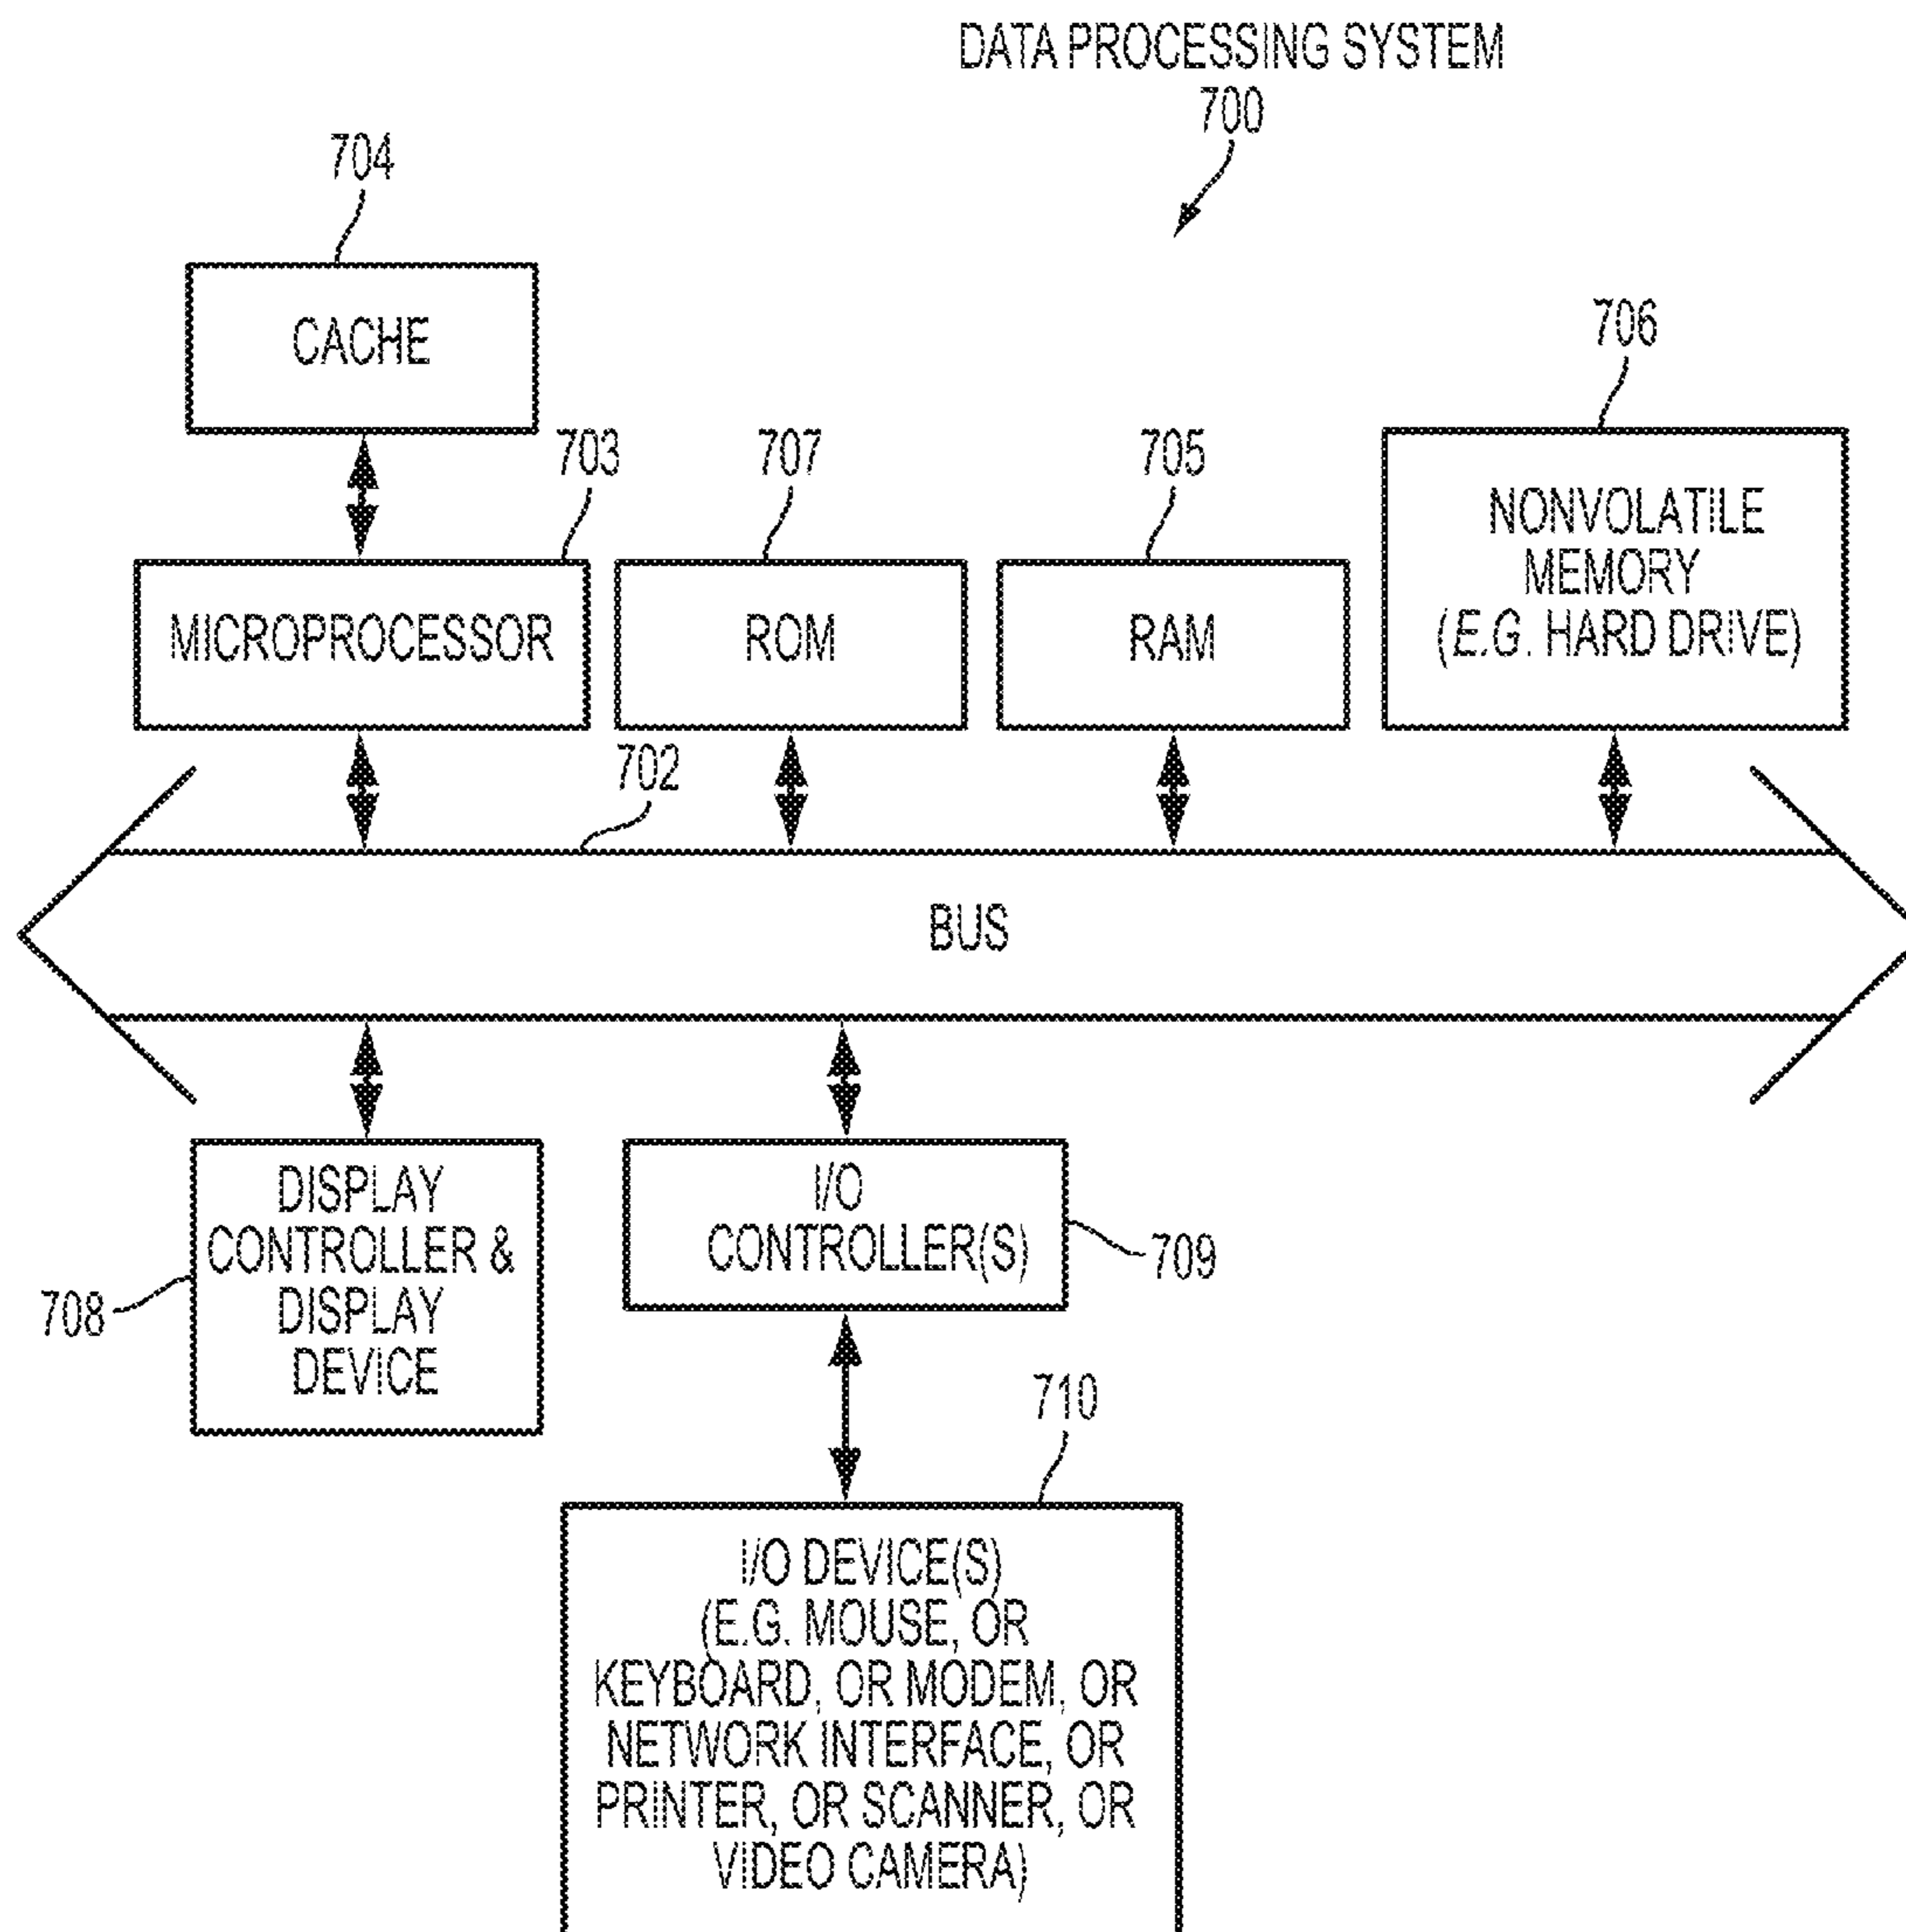 DATA PROCESSING SYSTEM
700
704
CACHE
706
703
707
705
NONVOLATILE
MEMORY
(E.G. HARD DRIVE)
MICROPROCESSOR
ROM
RAM
702
BUS
DISPLAY
CONTROLLER &
DISPLAY
DEVICE
708
I/O
CONTROLLER(S)
709
710
I/O DEVICE(S)
(E.G. MOUSE, OR
KEYBOARD, OR MODEM, OR
NETWORK INTERFACE, OR
PRINTER, OR SCANNER, OR
VIDEO CAMERA)